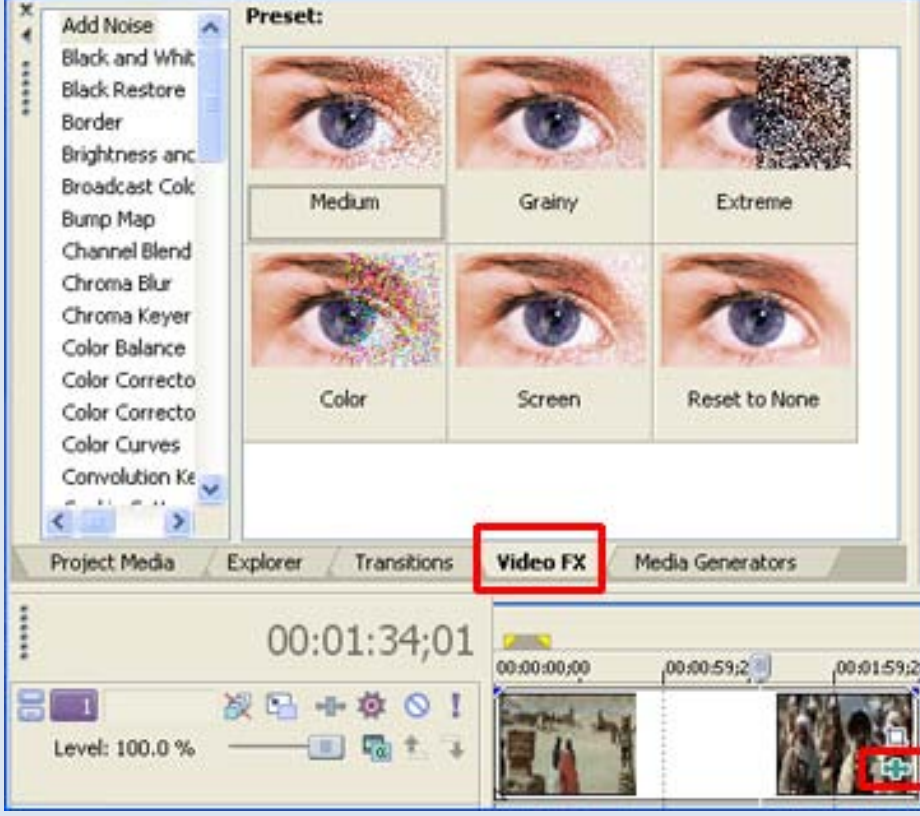 Preset:
Add Noise
Black and Whit
Black Restore
Border
Brightness anc
Broadcast Colc
Bump Map
Channel Blend
Chroma Blur
Chroma Keyer
Color Balance
Color Correcto
Color Correcto
Color Curves
Convolution Ke
Medium
Grainy
Extreme
Color
Screen
Reset to None
Project Media
Explorer
Transitions
Video FX
Media Generators
00:01:34;01
00:00:00;00
00:00:59;2
00:01:59;2
1
Level: 100.0 %